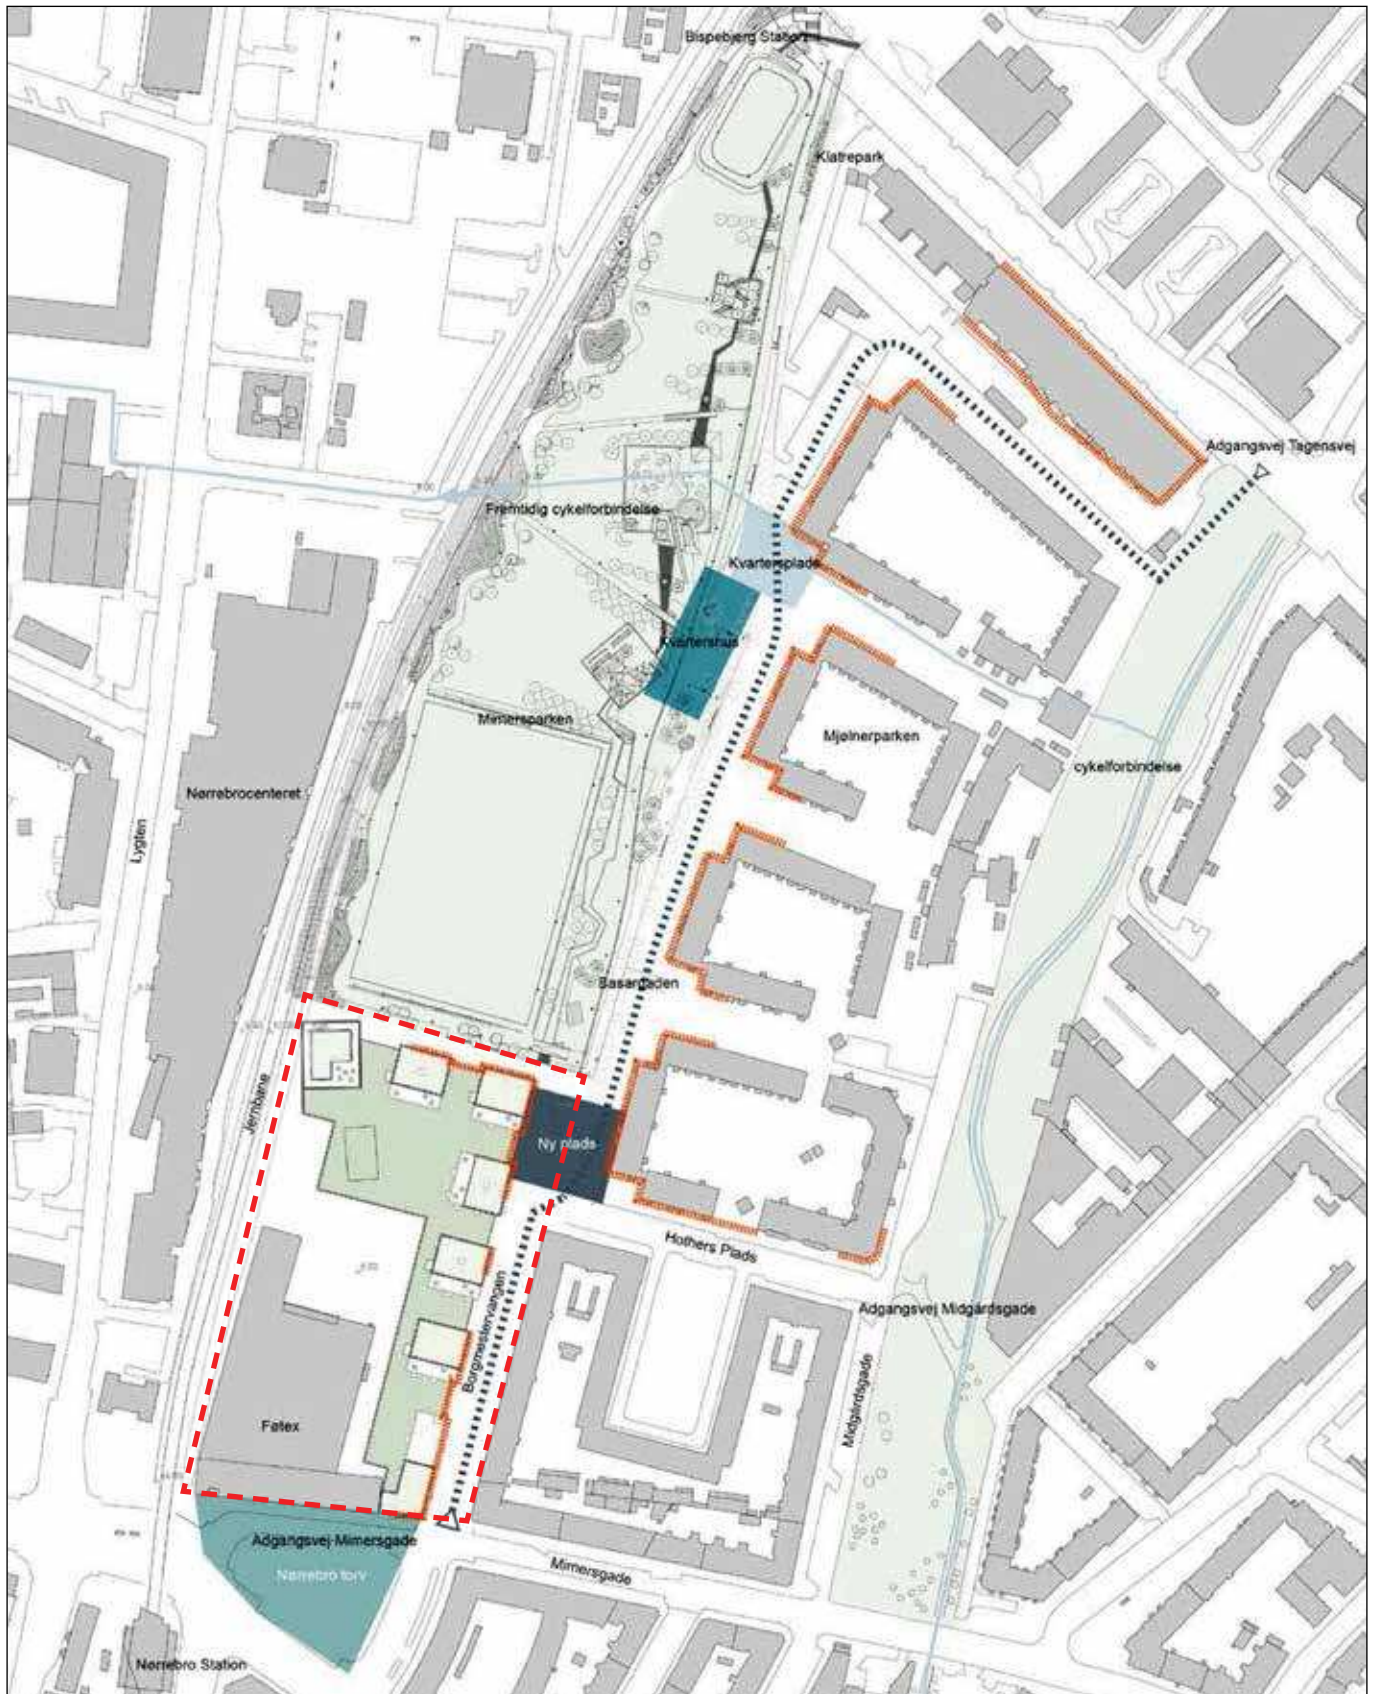 Bispebjerg Station
Klatrepark
Adgangsvej Tagensvej
Fremtidig cykelforbindelse
Kvartersplads
Kvartershus
Mimersparken
Mjølnerparken
cykelforbindelse
Nørrebrocenteret
Lygten
Basargaden
Jernbane
Ny plads
Hothers Plads
Borgmestervangen
Adgangsvej Midgårdsgade
Midgårdsgade
Føtex
Adgangsvej Mimersgade
Mimersgade
Nørrebro torv
Nørrebro Station